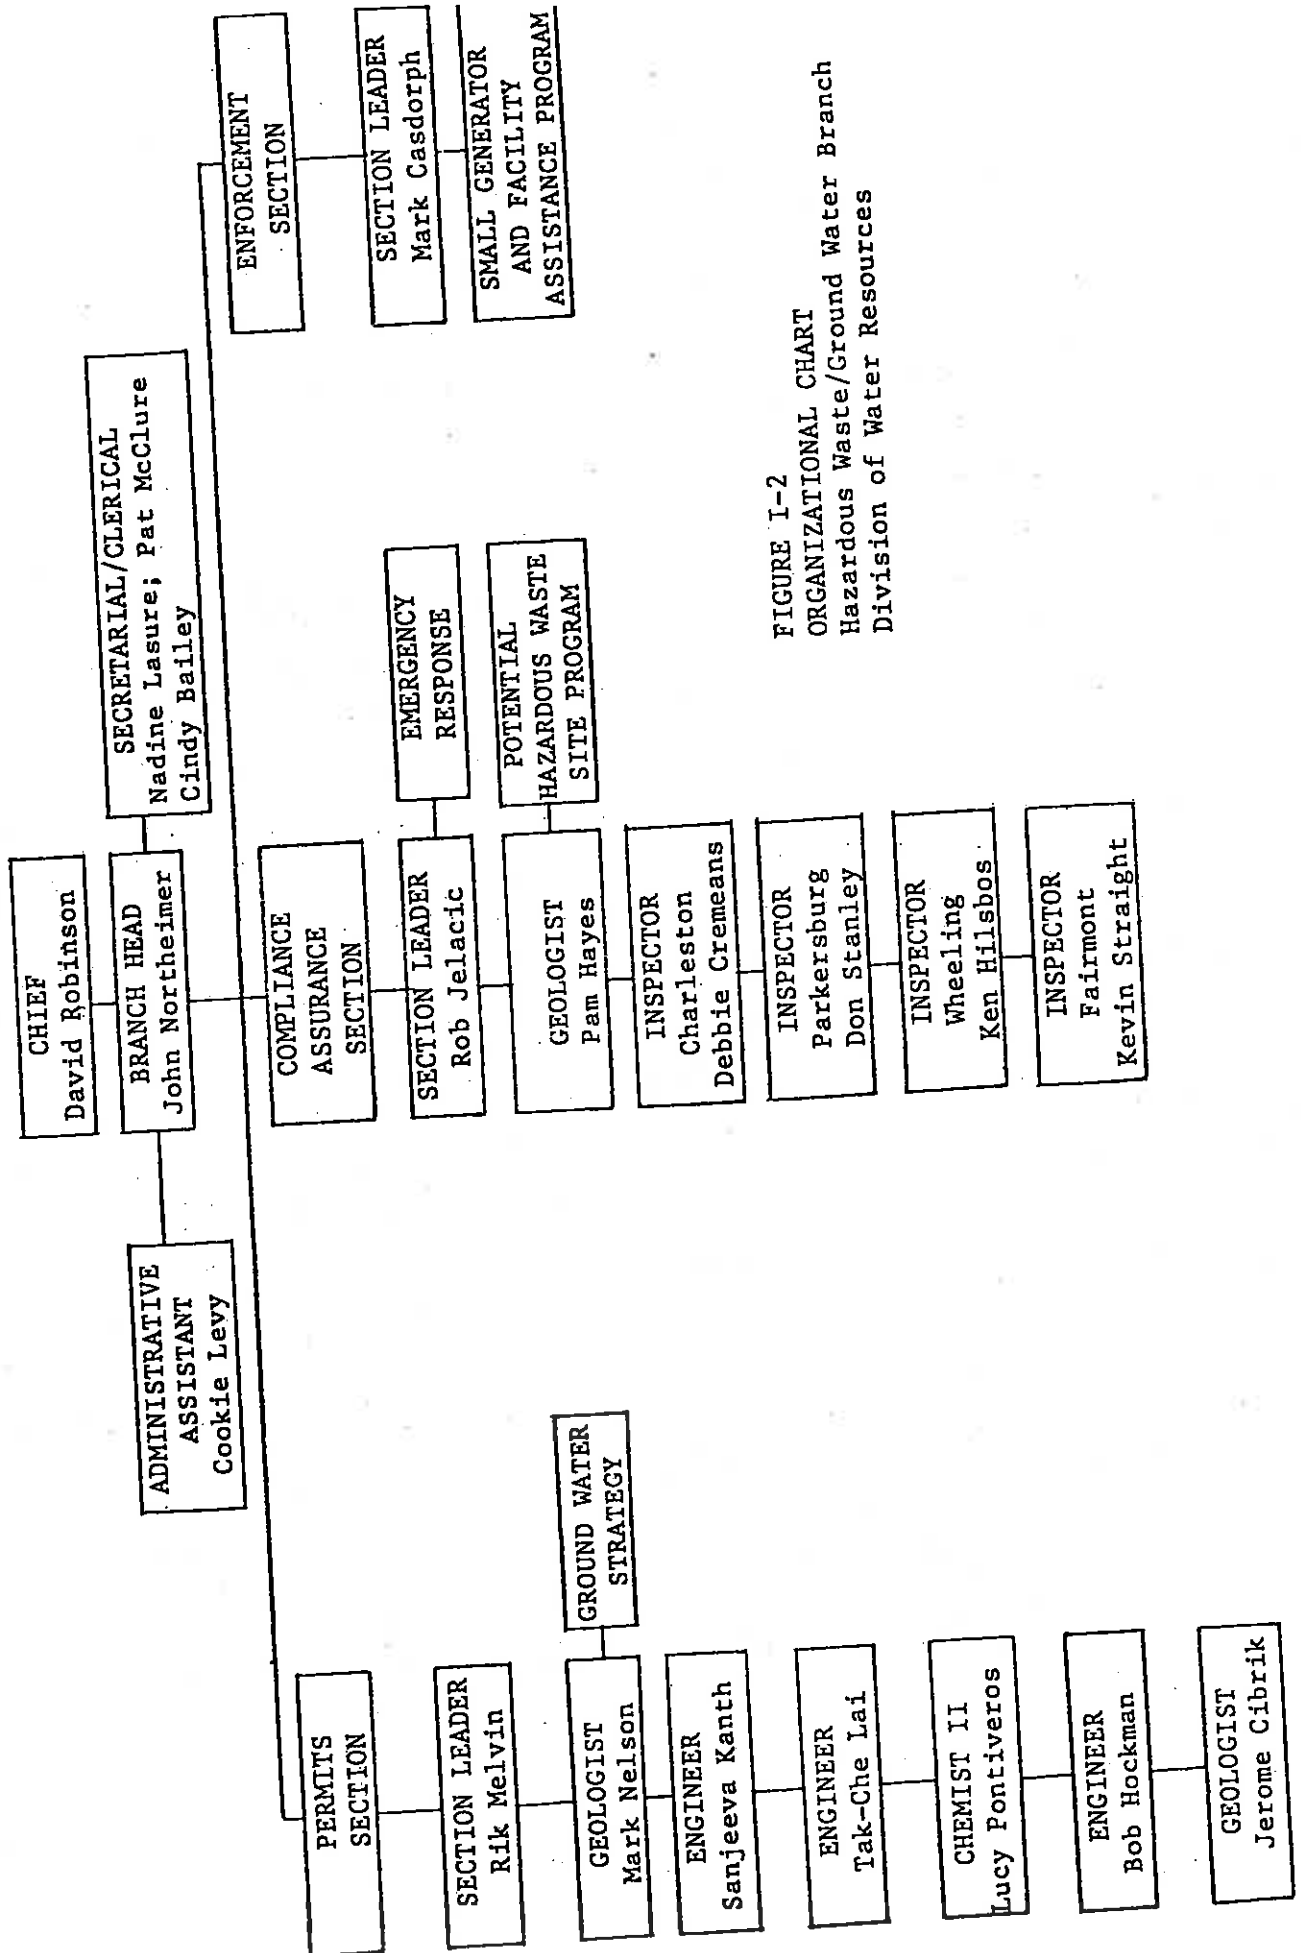 CHIEF
David Robinson
BRANCH HEAD
John Northeimer
SECRETARIAL/CLERICAL
Nadine Lasure; Pat McClure
Cindy Bailey
ADMINISTRATIVE
ASSISTANT
Cookie Levy
PERMITS
SECTION
SECTION LEADER
Rik Melvin
GEOLOGIST
Mark Nelson
GROUND WATER
STRATEGY
ENGINEER
Sanjeeva Kanth
ENGINEER
Tak-Che Lai
CHEMIST II
Lucy Pontiveros
ENGINEER
Bob Hockman
GEOLOGIST
Jerome Cibrik
COMPLIANCE
ASSURANCE
SECTION
SECTION LEADER
Rob Jelacic
EMERGENCY
RESPONSE
GEOLOGIST
Pam Hayes
POTENTIAL
HAZARDOUS WASTE
SITE PROGRAM
INSPECTOR
Charleston
Debbie Cremeans
INSPECTOR
Parkersburg
Don Stanley
INSPECTOR
Wheeling
Ken Hilsbos
INSPECTOR
Fairmont
Kevin Straight
ENFORCEMENT
SECTION
SECTION LEADER
Mark Casdorph
SMALL GENERATOR
AND FACILITY
ASSISTANCE PROGRAM
FIGURE I-2
ORGANIZATIONAL CHART
Hazardous Waste/Ground Water Branch
Division of Water Resources